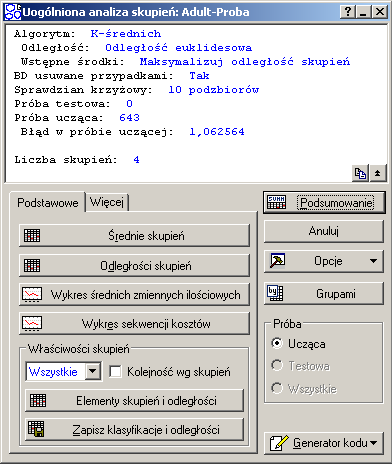 Uogólniona analiza skupień: Adult-Proba
Algorytm: K-średnich
Odległość: Odległość euklidesowa
Wstępne środki: Maksymalizuj odległość skupień
BD usuwane przypadkami: Tak
Sprawdzian krzyżowy: 10 podzbiorów
Próba testowa: 0
Próba ucząca: 643
Błąd w próbie uczącej: 1,062564
Liczba skupień: 4
Podstawowe
Więcej
Średnie skupień
Odległości skupień
Wykres średnich zmiennych ilościowych
Wykres sekwencji kosztów
Właściwości skupień
Wszystkie
Kolejność wg skupień
Elementy skupień i odległości
Zapisz klasyfikacje i odległości
Podsumowanie
Anuluj
Opcje
Grupami
Próba
Ucząca
Testowa
Wszystkie
Generator kodu